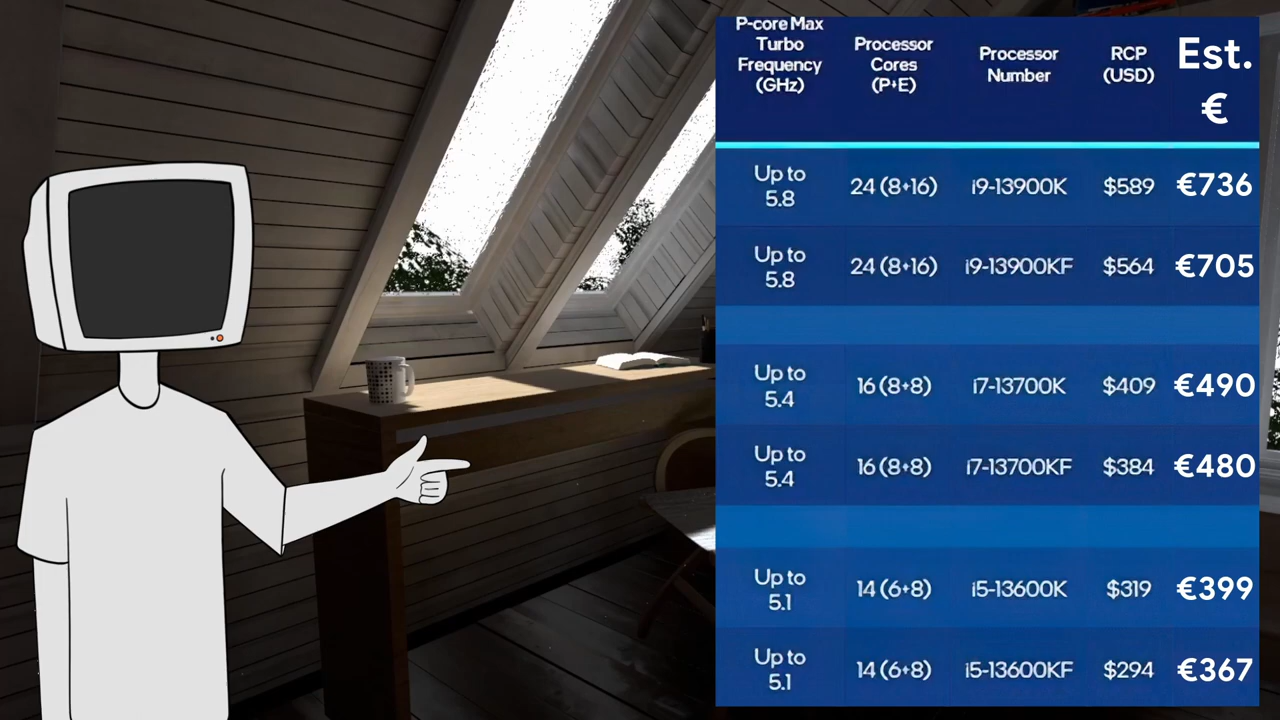 P-core Max
Turbo
Frequency
(GHz)
Processor
Cores
(P+E)
Processor
Number
RCP
(USD)
Est.
€
Up to
5.8
24 (8+16)
i9-13900K
$589
€736
Up to
5.8
24 (8+16)
i9-13900KF
$564
€705
Up to
5.4
16 (8+8)
i7-13700K
$409
€490
Up to
5.4
16 (8+8)
i7-13700KF
$384
€480
Up to
5.1
14 (6+8)
i5-13600K
$319
€399
Up to
5.1
14 (6+8)
i5-13600KF
$294
€367